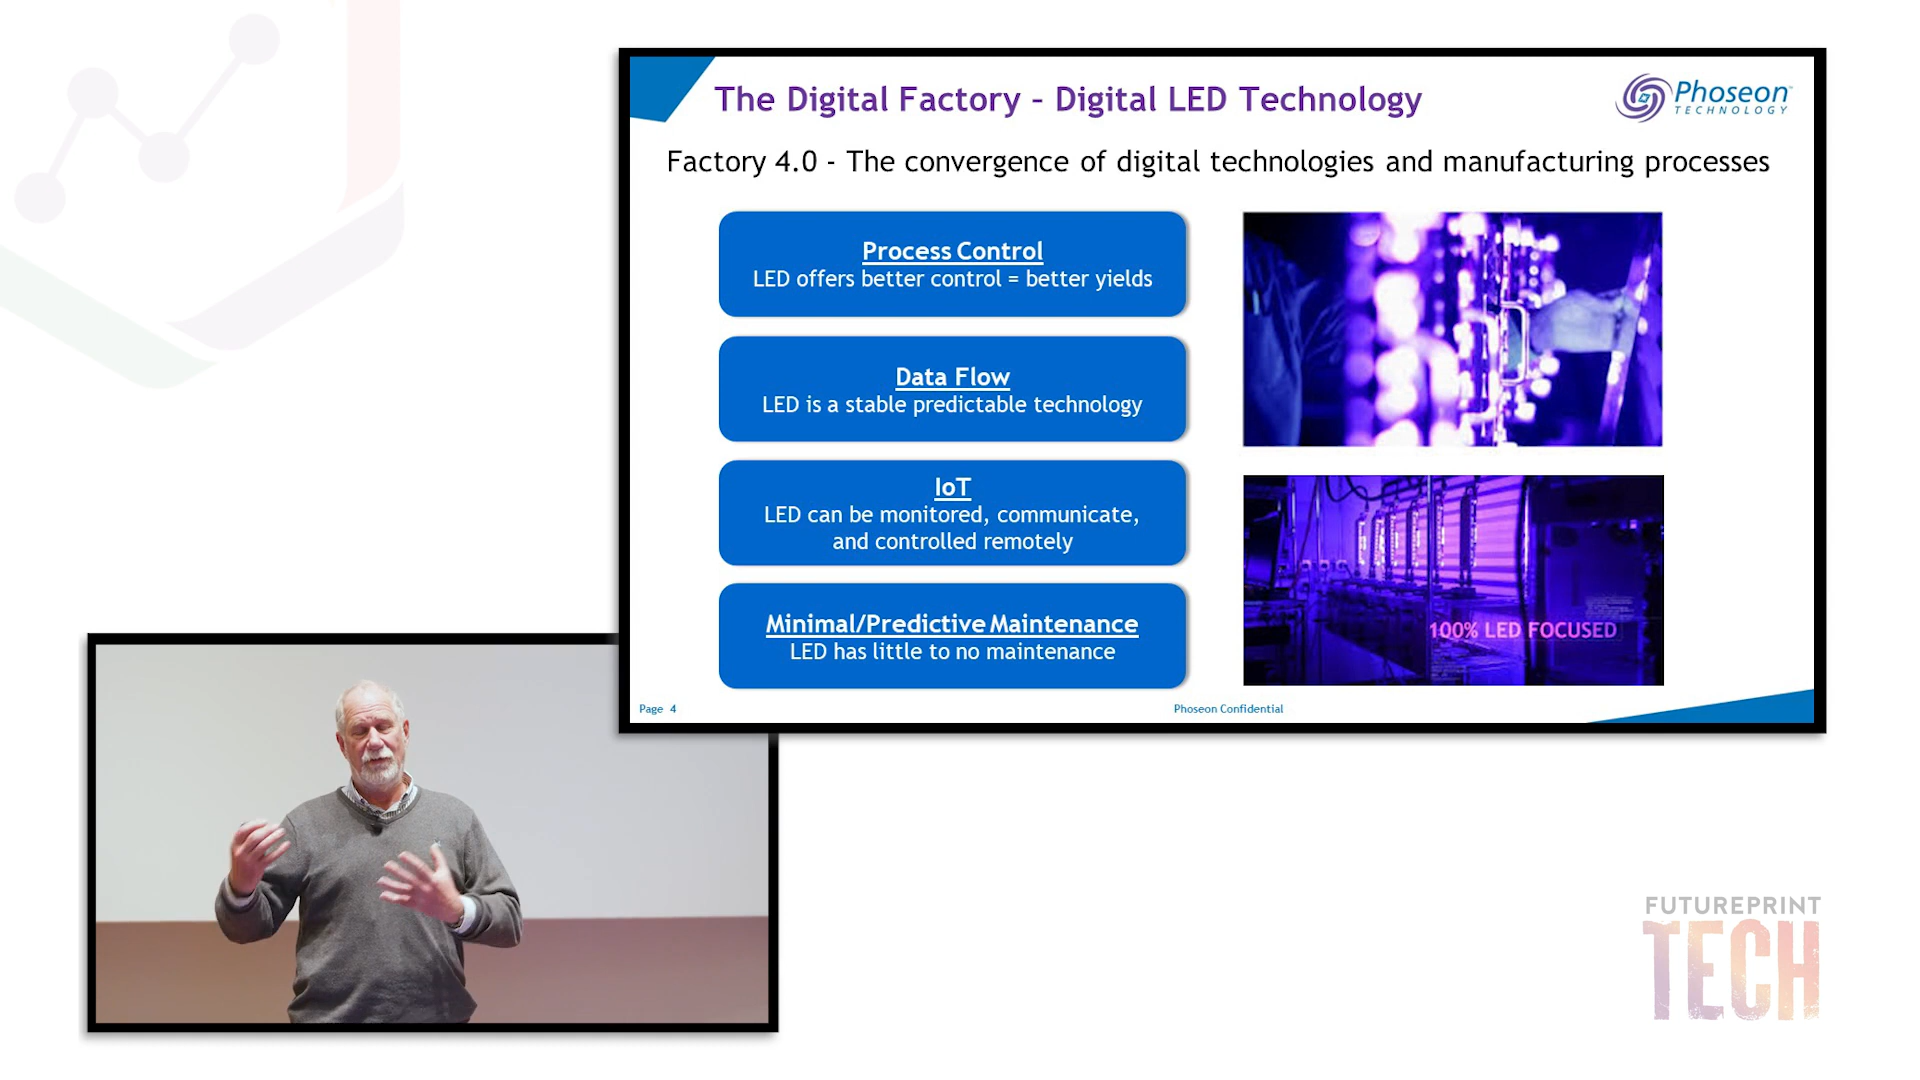 The Digital Factory – Digital LED Technology
Phoseon
TECHNOLOGY
Factory 4.0 - The convergence of digital technologies and manufacturing processes
Process Control
LED offers better control = better yields
Data Flow
LED is a stable predictable technology
IoT
LED can be monitored, communicate,
and controlled remotely
Minimal/Predictive Maintenance
LED has little to no maintenance
100% LED FOCUSED
Page 4
Phoseon Confidential
FUTUREPRINT
TECH